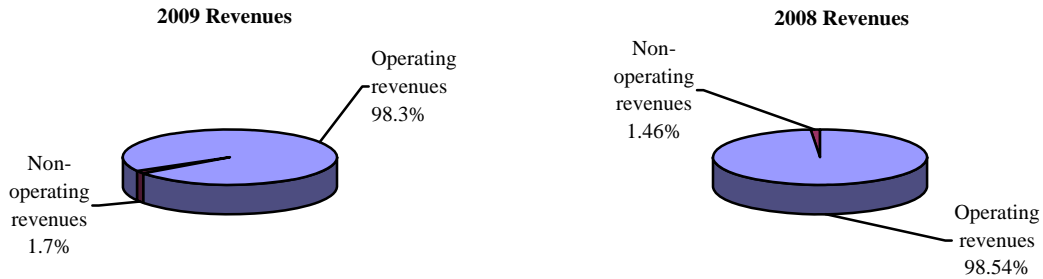 2009 Revenues
Operating
revenues
98.3%
Non-
operating
revenues
1.7%
2008 Revenues
Non-
operating
revenues
1.46%
Operating
revenues
98.54%